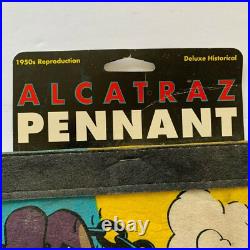 1950s Reproduction Deluxe Historical
ALCATRAZ
PENNANT